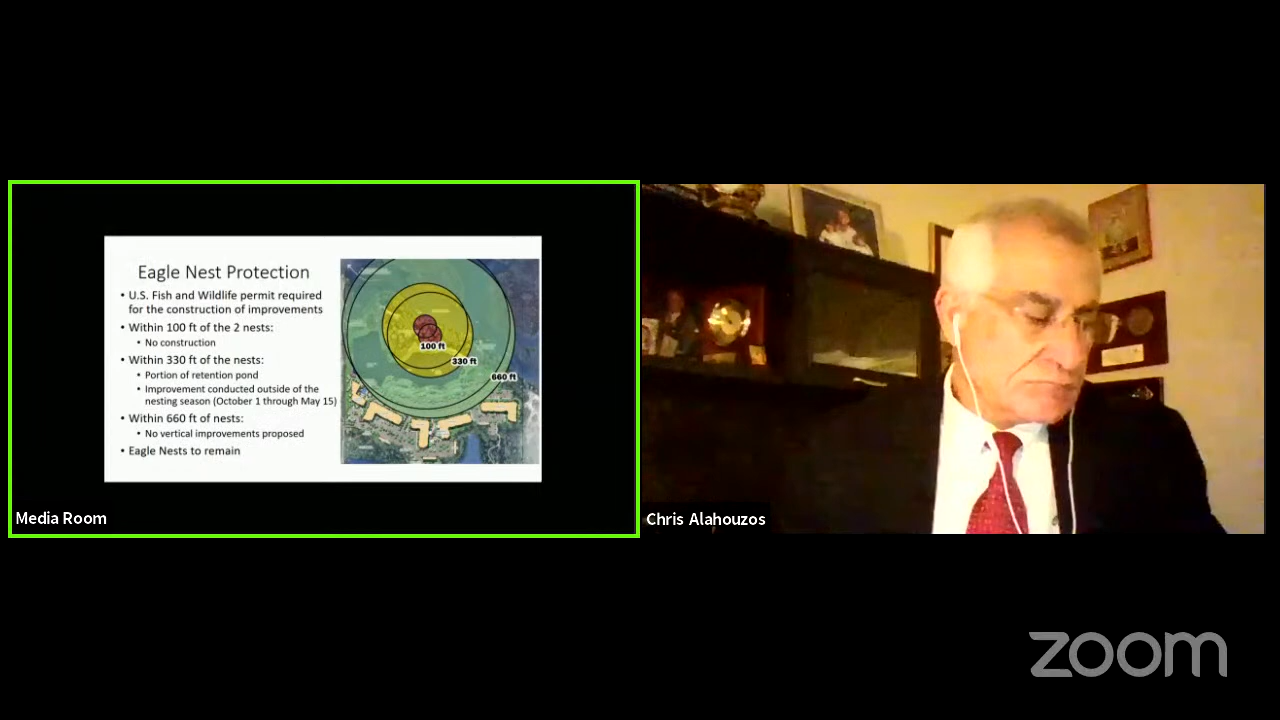 Eagle Nest Protection
• U.S. Fish and Wildlife permit required
for the construction of improvements
• Within 100 ft of the 2 nests:
• No construction
• Within 330 ft of the nests:
• Portion of retention pond
• Improvement conducted outside of the
nesting season (October 1 through May 15)
• Within 660 ft of nests:
• No vertical improvements proposed
• Eagle Nests to remain
100 ft
330 ft
660 ft
Media Room
Chris Alahouzos
zoom